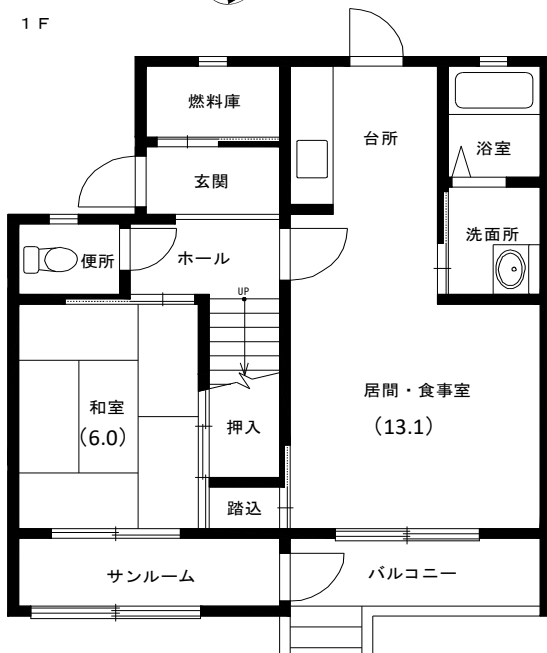 １Ｆ
燃料庫
台所
浴室
玄関
洗面所
便所
ホール
UP
居間・食事室
(13.1)
和室
(6.0)
押入
踏込
サンルーム
バルコニー